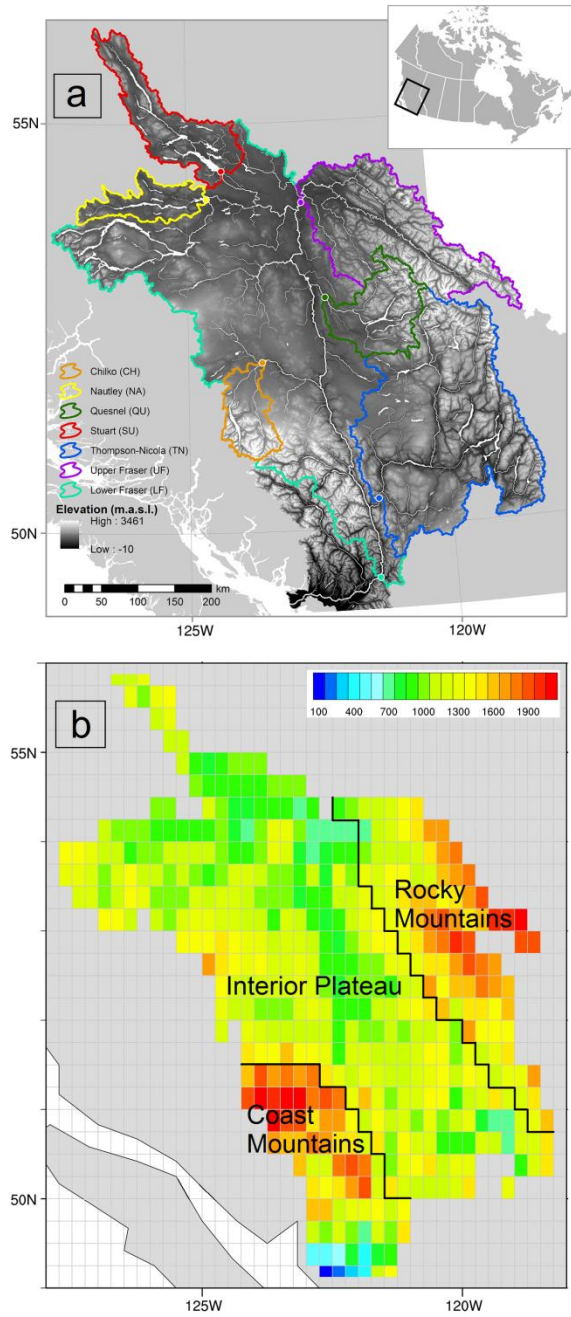 a
55N
50N
Chilko (CH)
Nautley (NA)
Quesnel (QU)
Stuart (SU)
Thompson-Nicola (TN)
Upper Fraser (UF)
Lower Fraser (LF)
Elevation (m.a.s.l.)
High : 3461
Low : -10
0 50 100 150 200
km
125W 120W
b
100 400 700 1000 1300 1600 1900
55N
Rocky
Mountains
Interior Plateau
Coast
Mountains
50N
125W 120W